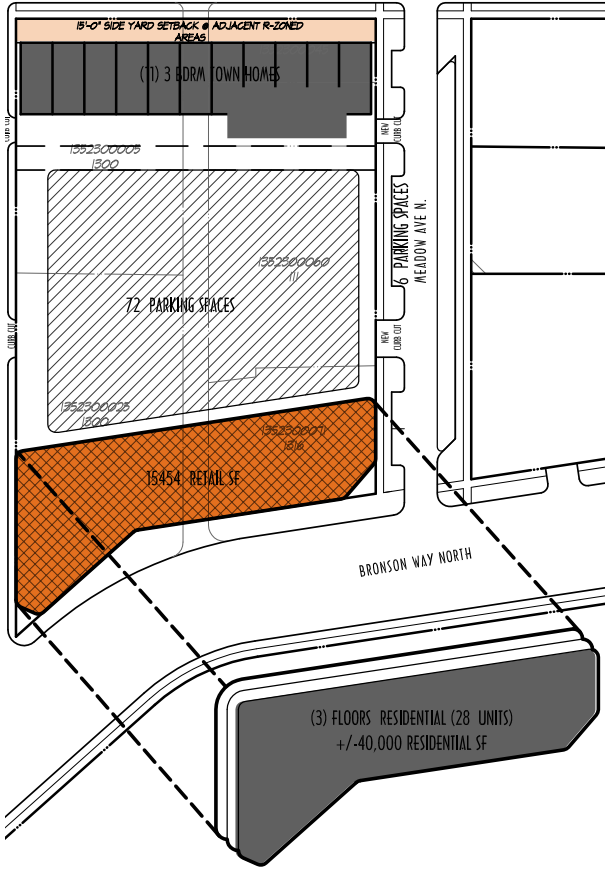 15'-0" SIDE YARD SETBACK @ ADJACENT R-ZONED
AREAS
(11) 3 BDRM TOWN HOMES
CURB CUT
NEW
CURB CUT
1352300005
1300
6 PARKING SPACES
MEADOW AVE N.
1352300060
111
72 PARKING SPACES
CURB CUT
NEW
CURB CUT
1352300025
1300
1352300071
1316
15454 RETAIL SF
BRONSON WAY NORTH
(3) FLOORS RESIDENTIAL (28 UNITS)
+/-40,000 RESIDENTIAL SF